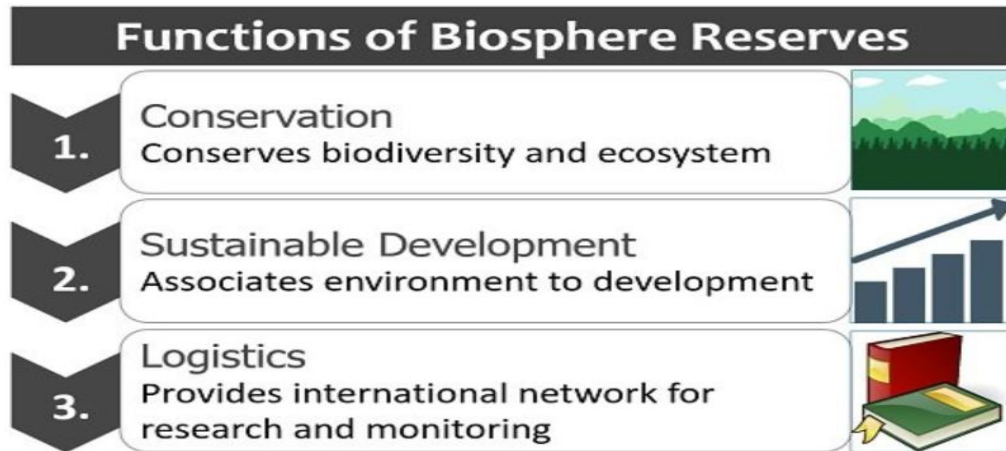 Functions of Biosphere Reserves
1.
Conservation
Conserves biodiversity and ecosystem
2.
Sustainable Development
Associates environment to development
3.
Logistics
Provides international network for
research and monitoring